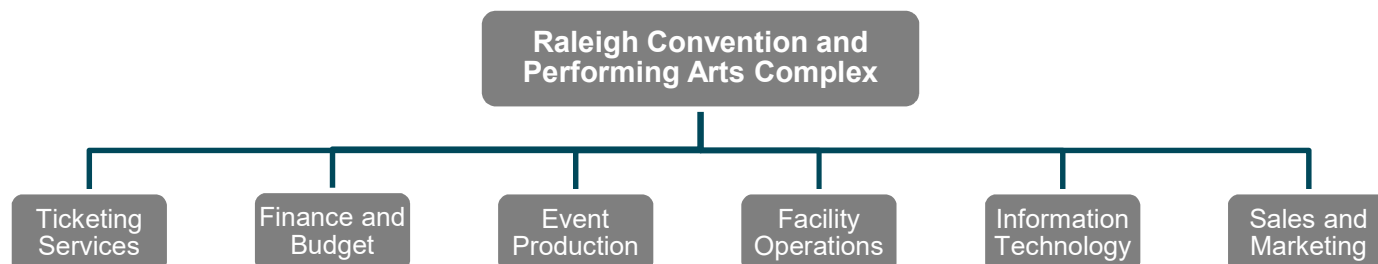 Raleigh Convention and
Performing Arts Complex
Ticketing
Services
Finance and
Budget
Event
Production
Facility
Operations
Information
Technology
Sales and
Marketing